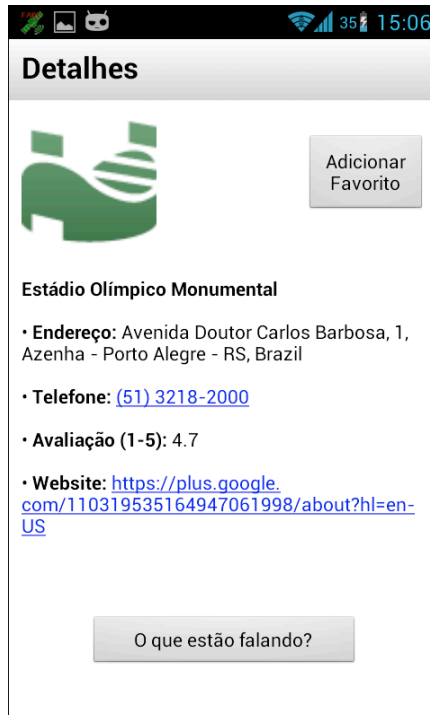 35 15:06
Detalhes
Adicionar
Favorito
Estádio Olímpico Monumental
• Endereço: Avenida Doutor Carlos Barbosa, 1,
Azenha - Porto Alegre - RS, Brazil
• Telefone: (51) 3218-2000
• Avaliação (1-5): 4.7
• Website: https://plus.google.
com/110319535164947061998/about?hl=en-
US
O que estão falando?